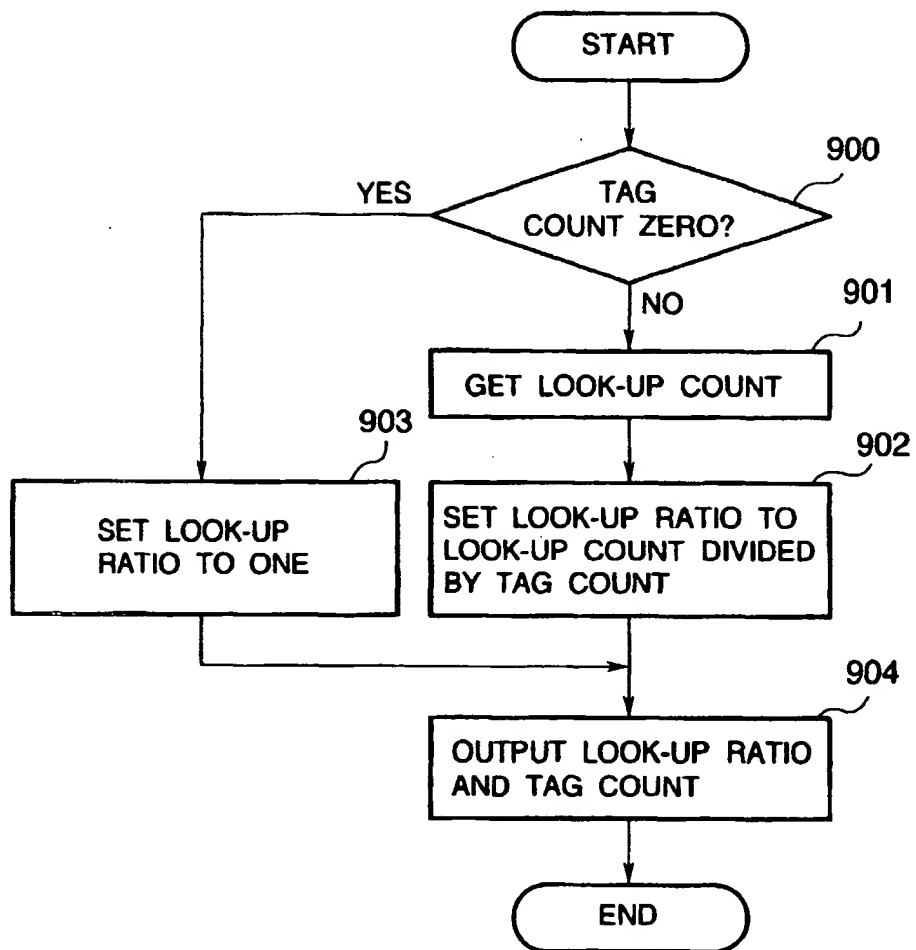 START
900
YES
TAG
COUNT ZERO?
NO
901
GET LOOK-UP COUNT
903
902
SET LOOK-UP
RATIO TO ONE
SET LOOK-UP RATIO TO
LOOK-UP COUNT DIVIDED
BY TAG COUNT
904
OUTPUT LOOK-UP RATIO
AND TAG COUNT
END